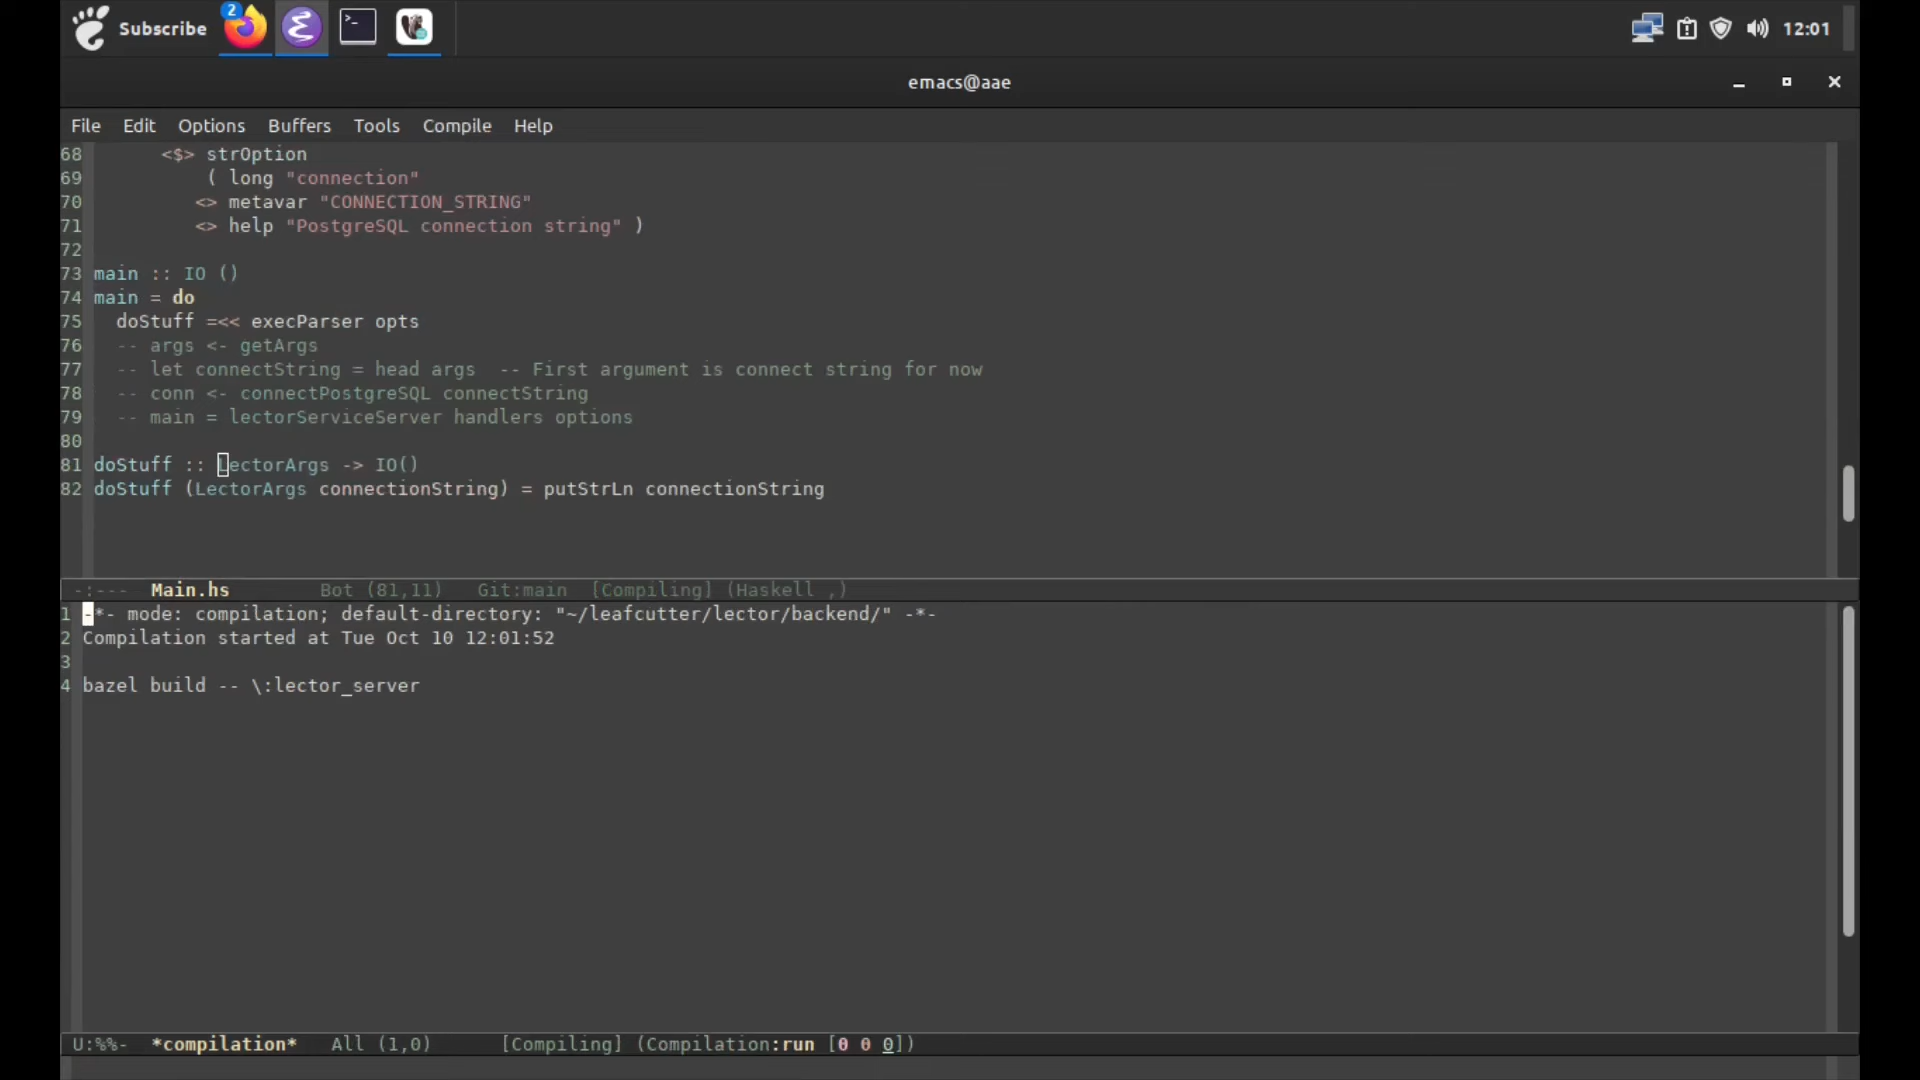 Subscribe
2
12:01
emacs@aae
File Edit Options Buffers Tools Compile Help
68       <$> strOption
69           ( long "connection"
70          <> metavar "CONNECTION_STRING"
71          <> help "PostgreSQL connection string" )
72
73 main :: IO ()
74 main = do
75   doStuff =<< execParser opts
76   -- args <- getArgs
77   -- let connectString = head args  -- First argument is connect string for now
78   -- conn <- connectPostgreSQL connectString
79   -- main = lectorServiceServer handlers options
80
81 doStuff :: LectorArgs -> IO()
82 doStuff (LectorArgs connectionString) = putStrLn connectionString
-:---  Main.hs        Bot (81,11)   Git:main  [Compiling] (Haskell ,)
1 -*- mode: compilation; default-directory: "~/leafcutter/lector/backend/" -*-
2 Compilation started at Tue Oct 10 12:01:52
3
4 bazel build -- \:lector_server
U:%%-  *compilation*   All (1,0)      [Compiling] (Compilation:run [0 0 0])